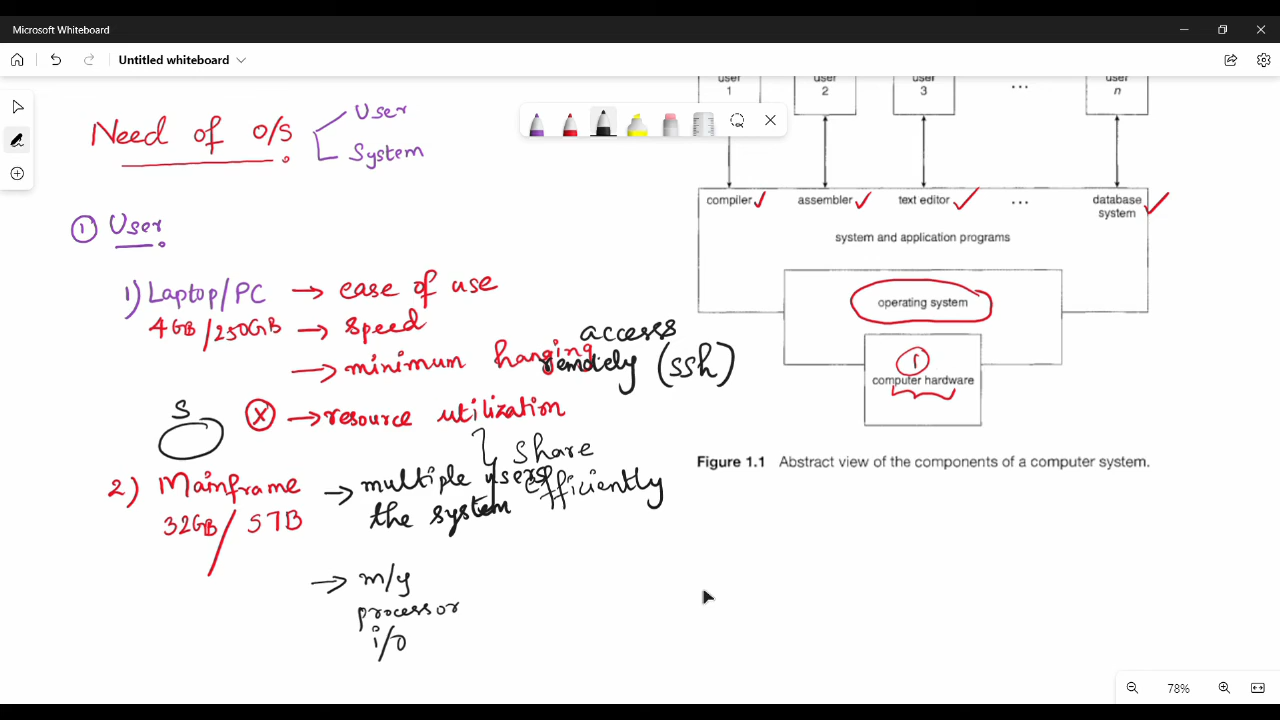 Microsoft Whiteboard
Untitled whiteboard
Need of O/S
User
System
① User
1) Laptop/PC → ease of use
4GB/250GB → speed
→ minimum hanging
access
remotely (ssh)
S
ⓧ → resource utilization
share
efficiently
2) Mainframe → multiple users
the system
32GB/5TB
→ m/y
processor
i/o
user
1
user
2
user
3
...
user
n
compiler
assembler
text editor
...
database
system
system and application programs
operating system
①
computer hardware
Figure 1.1 Abstract view of the components of a computer system.
78%